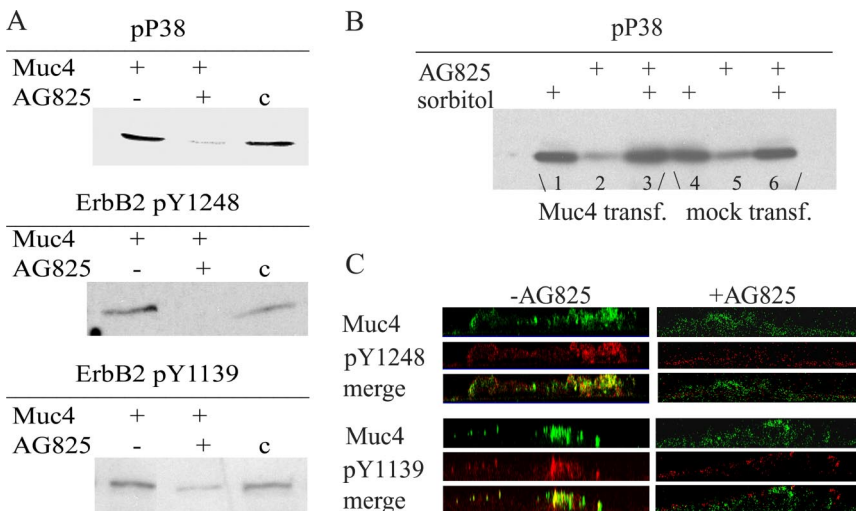 A
pP38
Muc4 + +
AG825 - + c
ErbB2 pY1248
Muc4 + +
AG825 - + c
ErbB2 pY1139
Muc4 + +
AG825 - + c
B
pP38
AG825 + + + +
sorbitol + + + +
\ 1 2 3 / \ 4 5 6 /
Muc4 transf. mock transf.
C
-AG825 +AG825
Muc4
pY1248
merge
Muc4
pY1139
merge